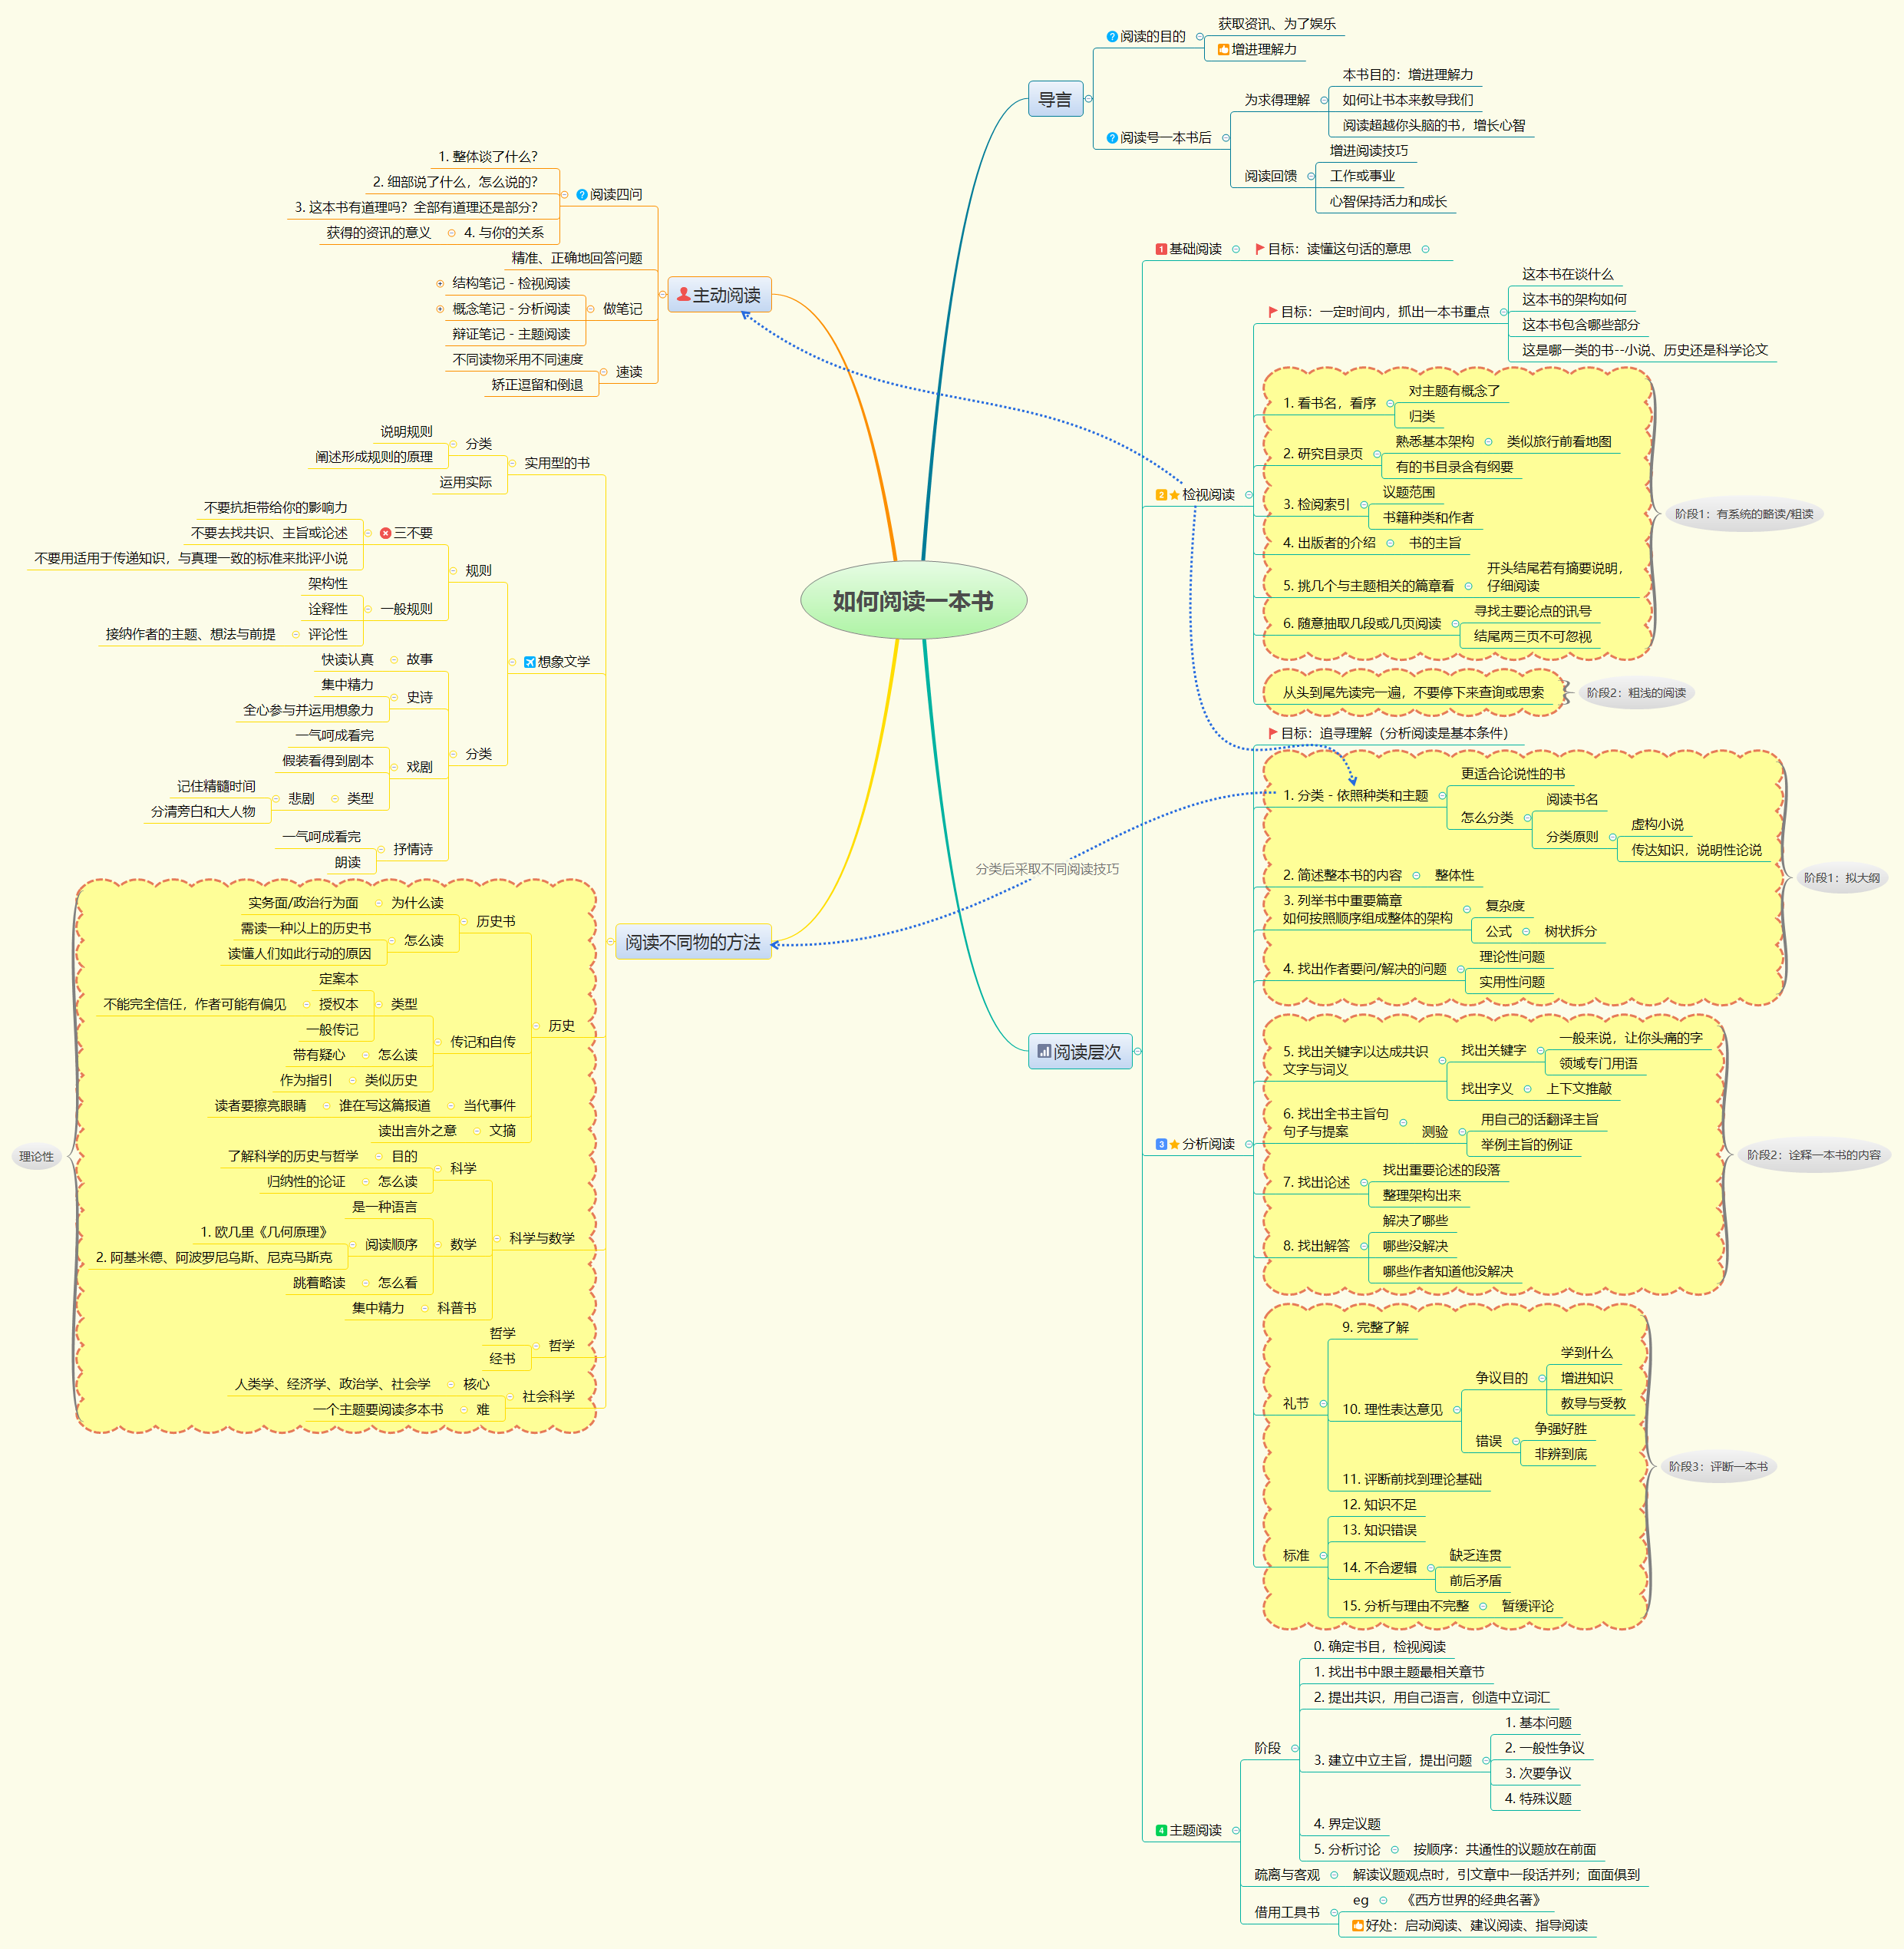 如何阅读一本书
导言
阅读的目的
获取资讯、为了娱乐
增进理解力
阅读号一本书后
为求得理解
本书目的：增进理解力
如何让书本来教导我们
阅读超越你头脑的书，增长心智
阅读回馈
增进阅读技巧
工作或事业
心智保持活力和成长
主动阅读
阅读四问
1. 整体谈了什么？
2. 细部说了什么，怎么说的？
3. 这本书有道理吗？全部有道理还是部分？
4. 与你的关系
获得的资讯的意义
精准、正确地回答问题
做笔记
结构笔记 - 检视阅读
概念笔记 - 分析阅读
辩证笔记 - 主题阅读
速读
不同读物采用不同速度
矫正逗留和倒退
阅读层次
1
基础阅读
目标：读懂这句话的意思
2
检视阅读
目标：一定时间内，抓出一本书重点
这本书在谈什么
这本书的架构如何
这本书包含哪些部分
这是哪一类的书--小说、历史还是科学论文
1. 看书名，看序
对主题有概念了
归类
2. 研究目录页
熟悉基本架构
类似旅行前看地图
有的书目录含有纲要
3. 检阅索引
议题范围
书籍种类和作者
4. 出版者的介绍
书的主旨
5. 挑几个与主题相关的篇章看
开头结尾若有摘要说明，
仔细阅读
6. 随意抽取几段或几页阅读
寻找主要论点的讯号
结尾两三页不可忽视
阶段1：有系统的略读/粗读
从头到尾先读完一遍，不要停下来查询或思索
阶段2：粗浅的阅读
3
分析阅读
目标：追寻理解（分析阅读是基本条件）
1. 分类 - 依照种类和主题
更适合论说性的书
怎么分类
阅读书名
分类原则
虚构小说
传达知识，说明性论说
2. 简述整本书的内容
整体性
3. 列举书中重要篇章
如何按照顺序组成整体的架构
复杂度
公式
树状拆分
4. 找出作者要问/解决的问题
理论性问题
实用性问题
阶段1：拟大纲
5. 找出关键字以达成共识
文字与词义
找出关键字
一般来说，让你头痛的字
领域专门用语
找出字义
上下文推敲
6. 找出全书主旨句
句子与提案
测验
用自己的话翻译主旨
举例主旨的例证
7. 找出论述
找出重要论述的段落
整理架构出来
8. 找出解答
解决了哪些
哪些没解决
哪些作者知道他没解决
阶段2：诠释一本书的内容
礼节
9. 完整了解
10. 理性表达意见
争议目的
学到什么
增进知识
教导与受教
错误
争强好胜
非辨到底
11. 评断前找到理论基础
标准
12. 知识不足
13. 知识错误
14. 不合逻辑
缺乏连贯
前后矛盾
15. 分析与理由不完整
暂缓评论
阶段3：评断一本书
4
主题阅读
阶段
0. 确定书目，检视阅读
1. 找出书中跟主题最相关章节
2. 提出共识，用自己语言，创造中立词汇
3. 建立中立主旨，提出问题
1. 基本问题
2. 一般性争议
3. 次要争议
4. 特殊议题
4. 界定议题
5. 分析讨论
按顺序：共通性的议题放在前面
疏离与客观
解读议题观点时，引文章中一段话并列；面面俱到
借用工具书
eg
《西方世界的经典名著》
好处：启动阅读、建议阅读、指导阅读
分类后采取不同阅读技巧
阅读不同物的方法
实用型的书
分类
说明规则
阐述形成规则的原理
运用实际
想象文学
规则
三不要
不要抗拒带给你的影响力
不要去找共识、主旨或论述
不要用适用于传递知识，与真理一致的标准来批评小说
一般规则
架构性
诠释性
评论性
接纳作者的主题、想法与前提
分类
故事
快读认真
史诗
集中精力
全心参与并运用想象力
戏剧
一气呵成看完
假装看得到剧本
类型
悲剧
记住精髓时间
分清旁白和大人物
抒情诗
一气呵成看完
朗读
历史
历史书
为什么读
实务面/政治行为面
怎么读
需读一种以上的历史书
读懂人们如此行动的原因
传记和自传
类型
定案本
授权本
不能完全信任，作者可能有偏见
一般传记
怎么读
带有疑心
类似历史
作为指引
当代事件
谁在写这篇报道
读者要擦亮眼睛
文摘
读出言外之意
科学与数学
科学
目的
了解科学的历史与哲学
怎么读
归纳性的论证
数学
是一种语言
阅读顺序
1. 欧几里《几何原理》
2. 阿基米德、阿波罗尼乌斯、尼克马斯克
怎么看
跳着略读
科普书
集中精力
哲学
哲学
经书
社会科学
核心
人类学、经济学、政治学、社会学
难
一个主题要阅读多本书
理论性